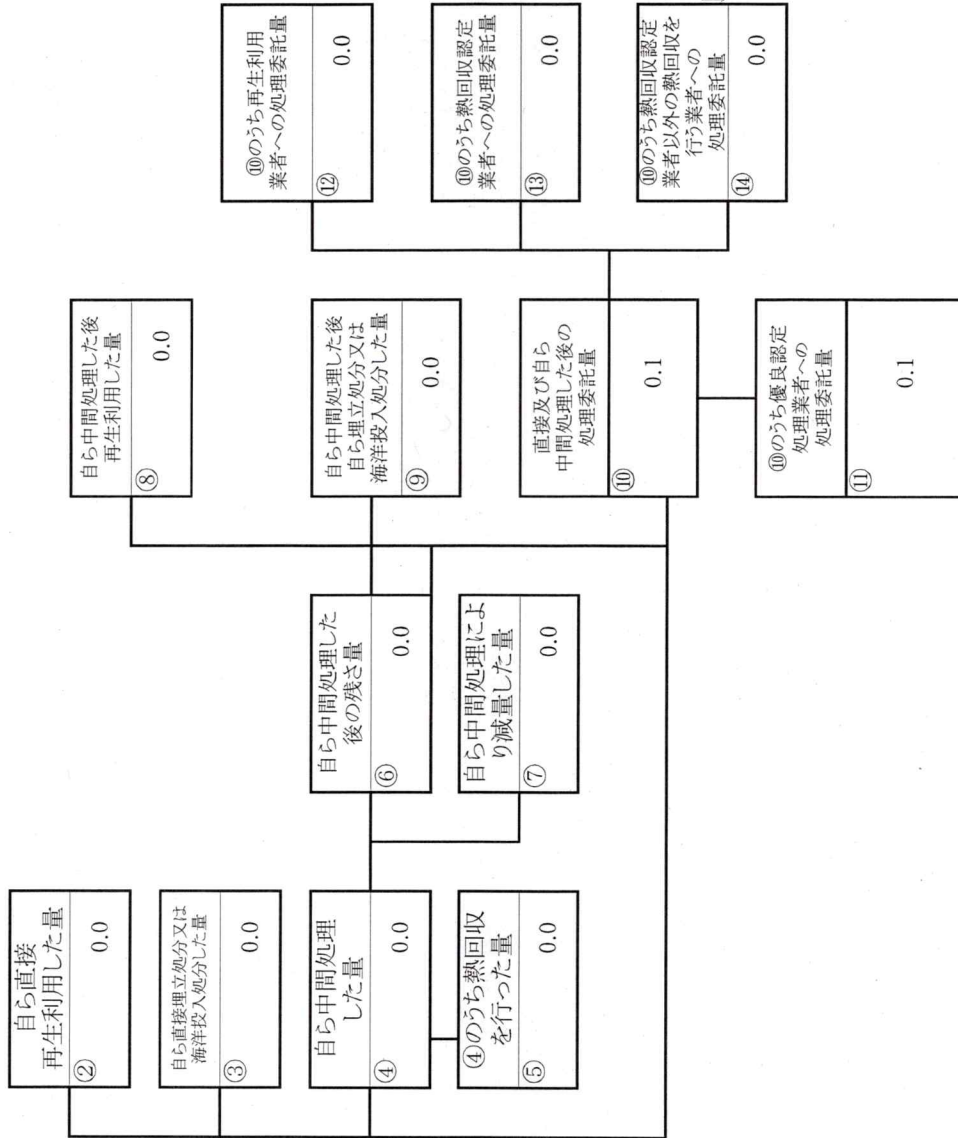 自ら直接
再生利用した量
②
0.0
自ら直接埋立処分又は
海洋投入処分した量
③
0.0
自ら中間処理
した量
④
0.0
④のうち熱回収
を行った量
⑤
0.0
自ら中間処理した
後の残さ量
⑥
0.0
自ら中間処理によ
り減量した量
⑦
0.0
自ら中間処理した後
再生利用した量
⑧
0.0
自ら中間処理した後
自ら埋立処分又は
海洋投入処分した量
⑨
0.0
直接及び自ら
中間処理した後の
処理委託量
⑩
0.1
⑩のうち優良認定
処理業者への
処理委託量
⑪
0.1
⑩のうち再生利用
業者への処理委託量
⑫
0.0
⑩のうち熱回収認定
業者への処理委託量
⑬
0.0
⑩のうち熱回収認定
業者以外の熱回収を
行う業者への
処理委託量
⑭
0.0